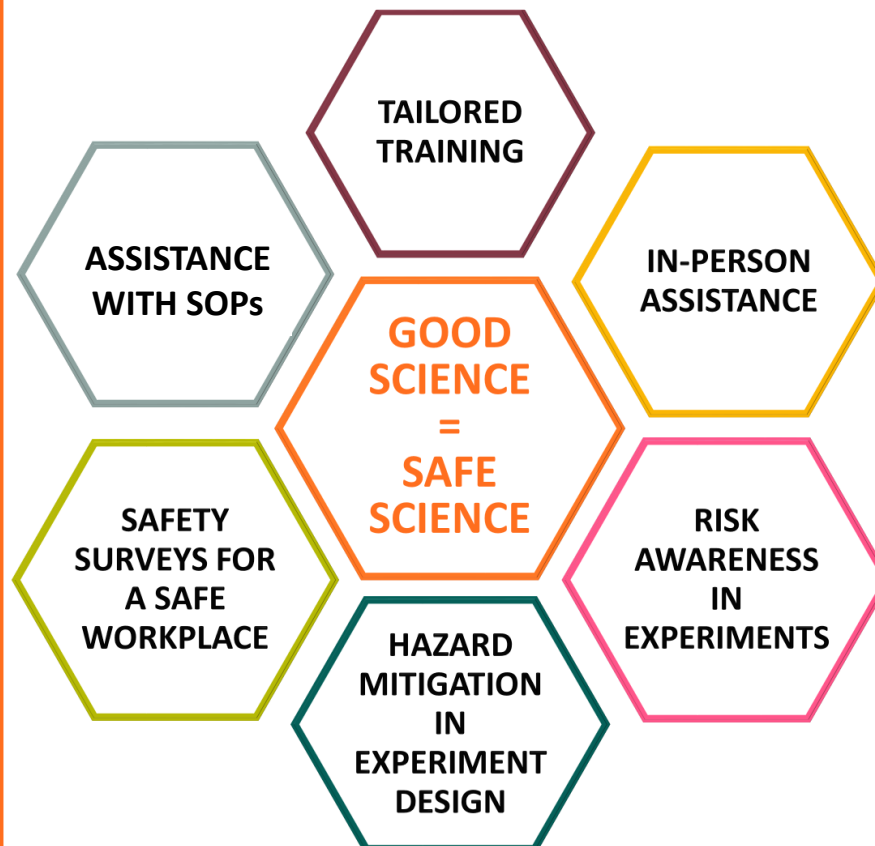 TAILORED
TRAINING
ASSISTANCE
WITH SOPs
IN-PERSON
ASSISTANCE
GOOD
SCIENCE
=
SAFE
SCIENCE
SAFETY
SURVEYS FOR
A SAFE
WORKPLACE
RISK
AWARENESS
IN
EXPERIMENTS
HAZARD
MITIGATION
IN
EXPERIMENT
DESIGN